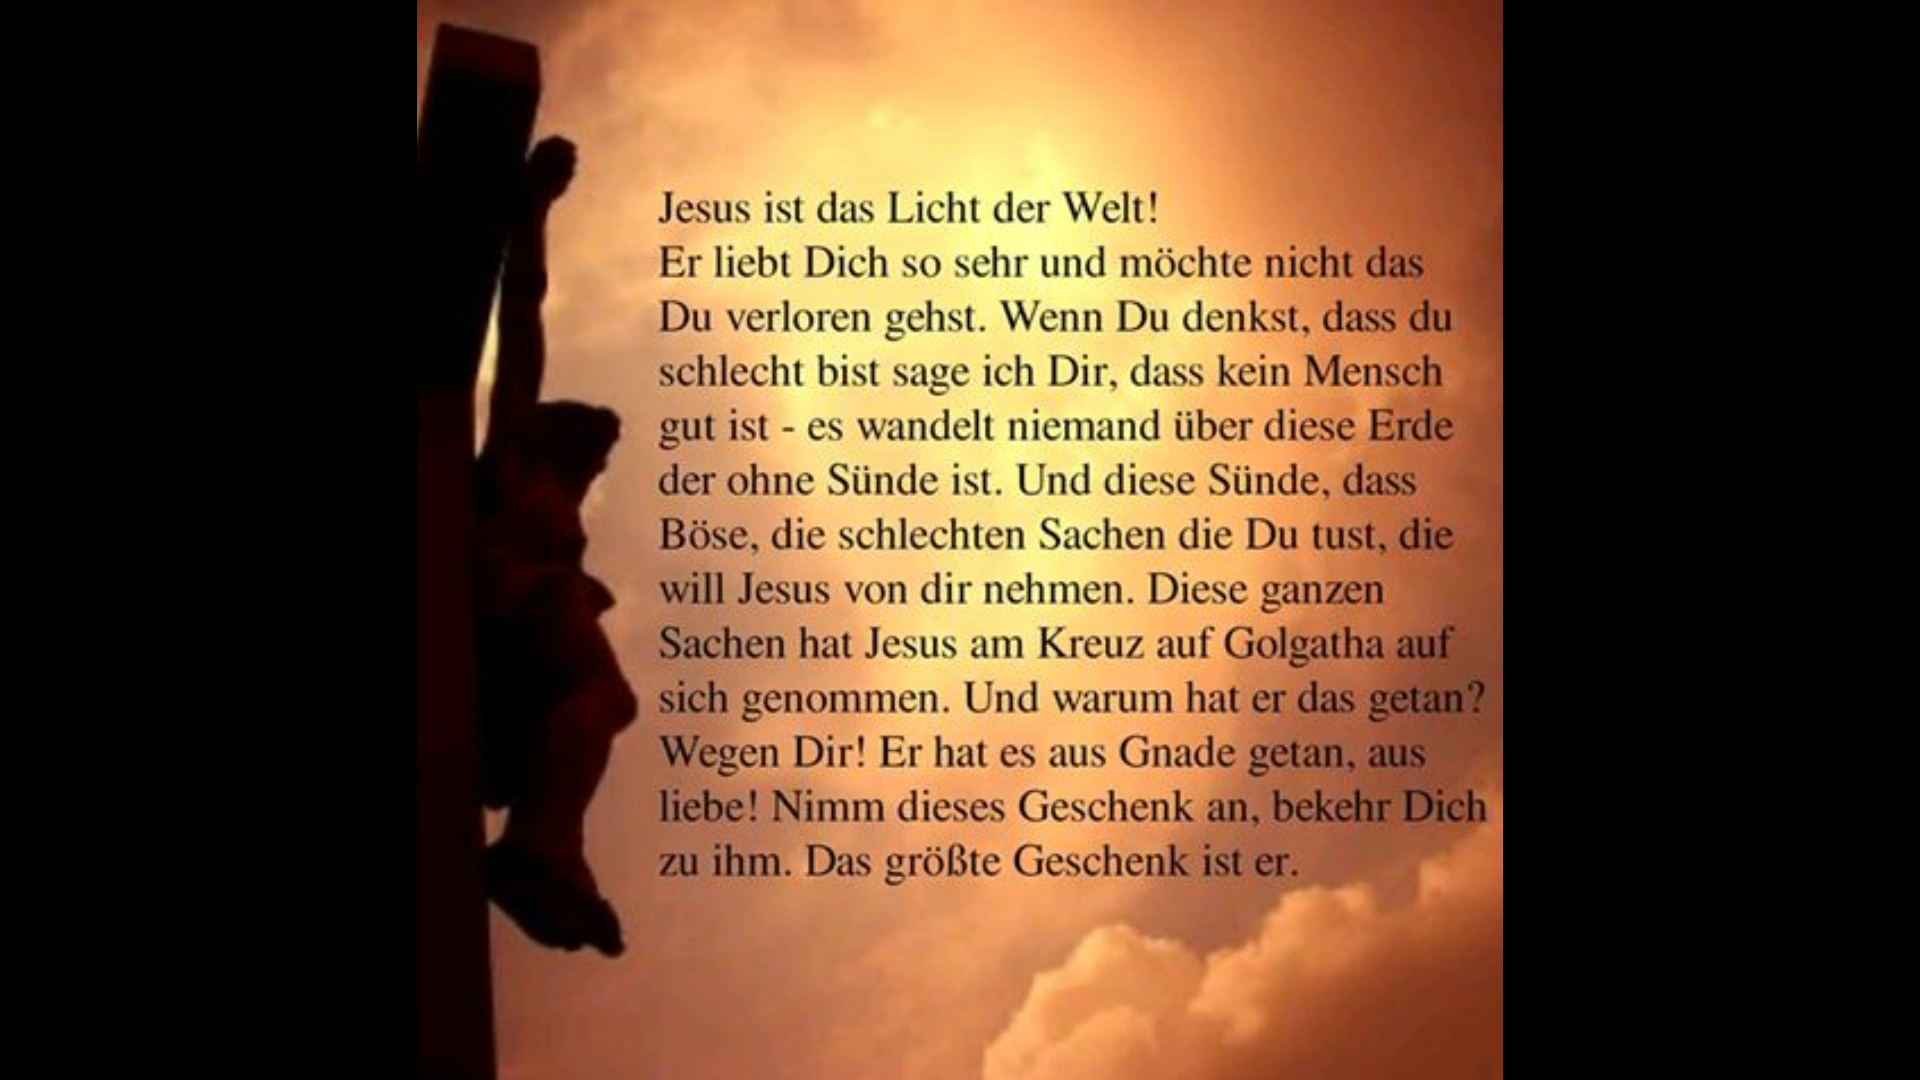 Jesus ist das Licht der Welt!
Er liebt Dich so sehr und möchte nicht das
Du verloren gehst. Wenn Du denkst, dass du
schlecht bist sage ich Dir, dass kein Mensch
gut ist - es wandelt niemand über diese Erde
der ohne Sünde ist. Und diese Sünde, dass
Böse, die schlechten Sachen die Du tust, die
will Jesus von dir nehmen. Diese ganzen
Sachen hat Jesus am Kreuz auf Golgatha auf
sich genommen. Und warum hat er das getan?
Wegen Dir! Er hat es aus Gnade getan, aus
liebe! Nimm dieses Geschenk an, bekehr Dich
zu ihm. Das größte Geschenk ist er.